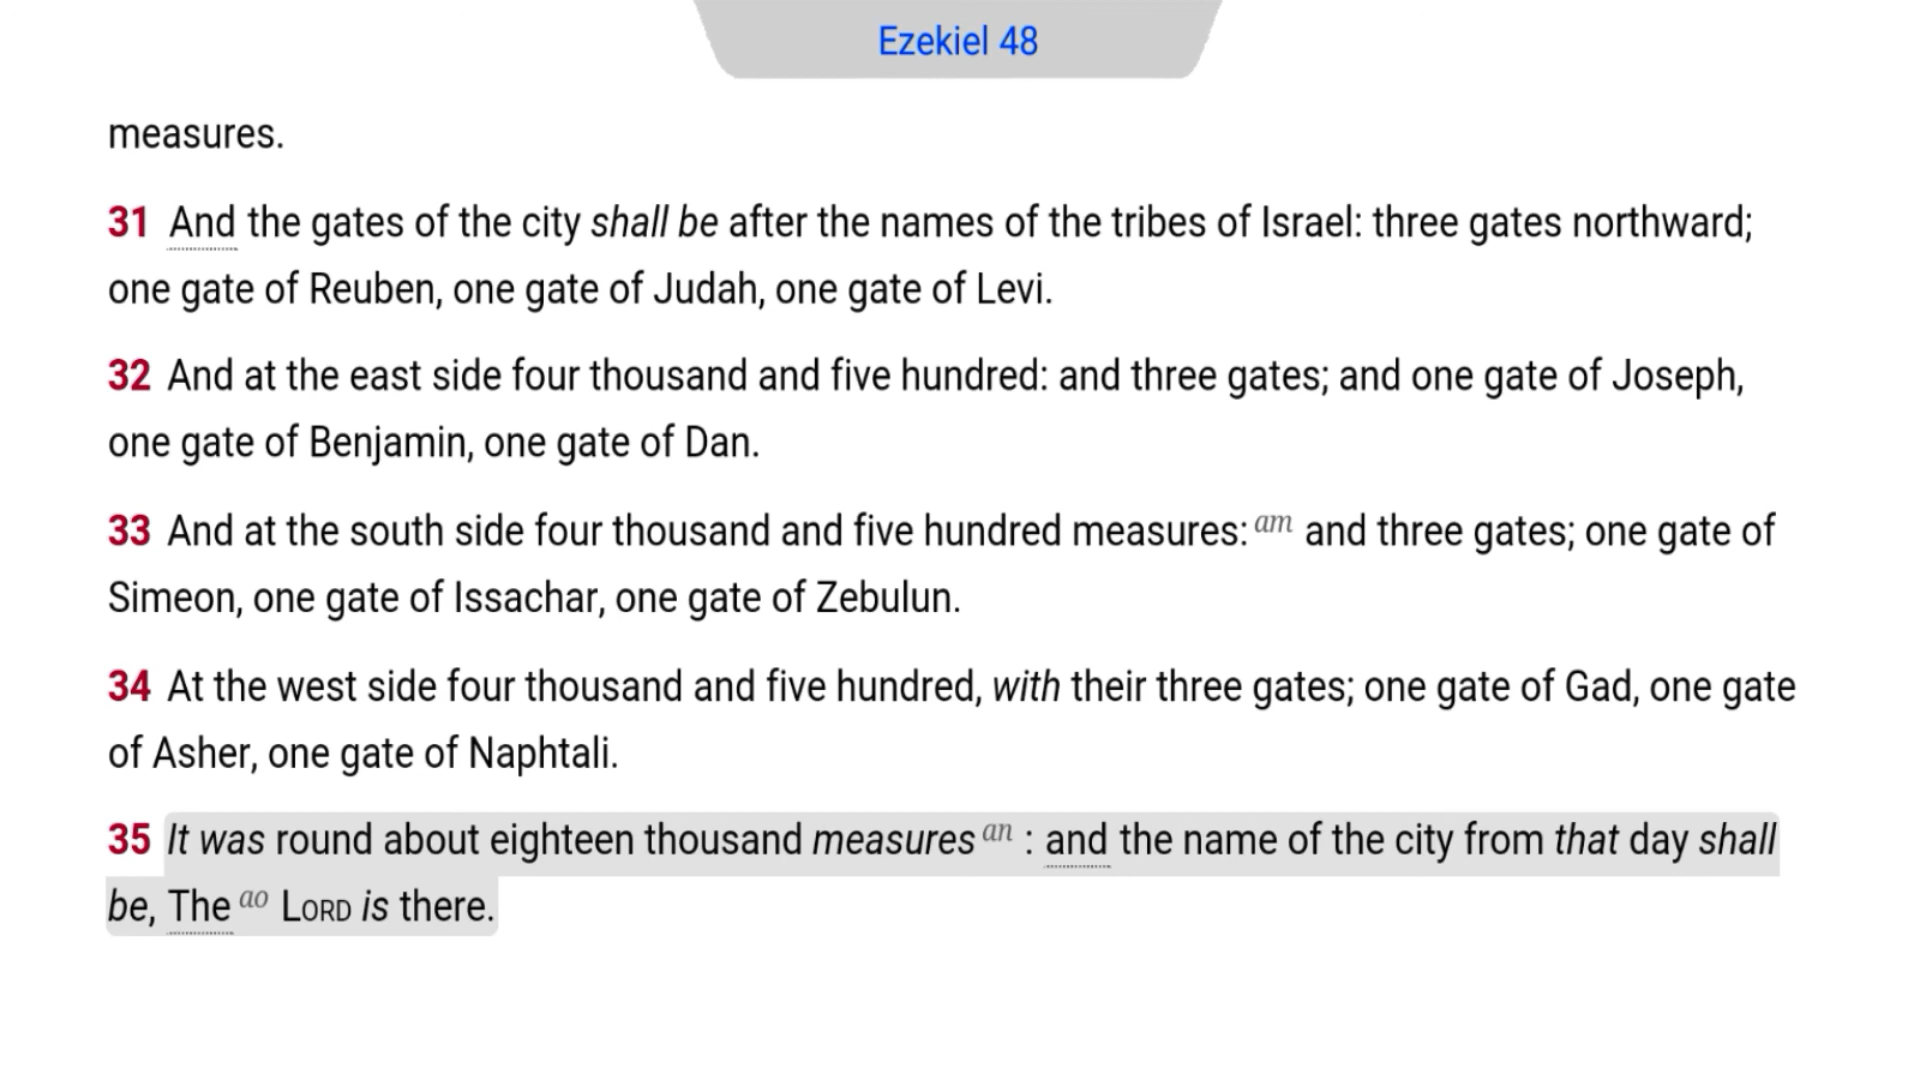 Ezekiel 48
measures.
31 And the gates of the city shall be after the names of the tribes of Israel: three gates northward;
one gate of Reuben, one gate of Judah, one gate of Levi.
32 And at the east side four thousand and five hundred: and three gates; and one gate of Joseph,
one gate of Benjamin, one gate of Dan.
33 And at the south side four thousand and five hundred measures: am and three gates; one gate of
Simeon, one gate of Issachar, one gate of Zebulun.
34 At the west side four thousand and five hundred, with their three gates; one gate of Gad, one gate
of Asher, one gate of Naphtali.
35 It was round about eighteen thousand measures an : and the name of the city from that day shall
be, The ao LORD is there.